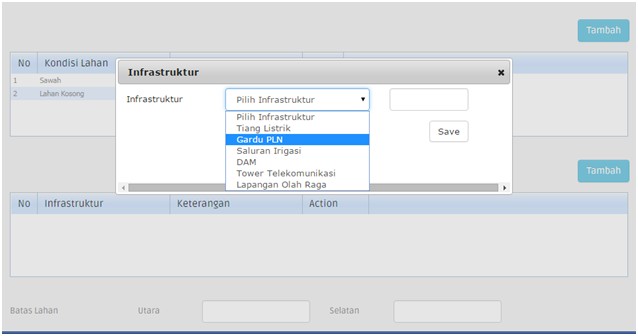 Tambah
No Kondisi Lahan
1 Sawah
2 Lahan Kosong
Infrastruktur ×
Infrastruktur Pilih Infrastruktur
Pilih Infrastruktur
Tiang Listrik
Gardu PLN
Saluran Irigasi
DAM
Tower Telekomunikasi
Lapangan Olah Raga
Save
Tambah
No Infrastruktur Keterangan Action
Batas Lahan Utara Selatan